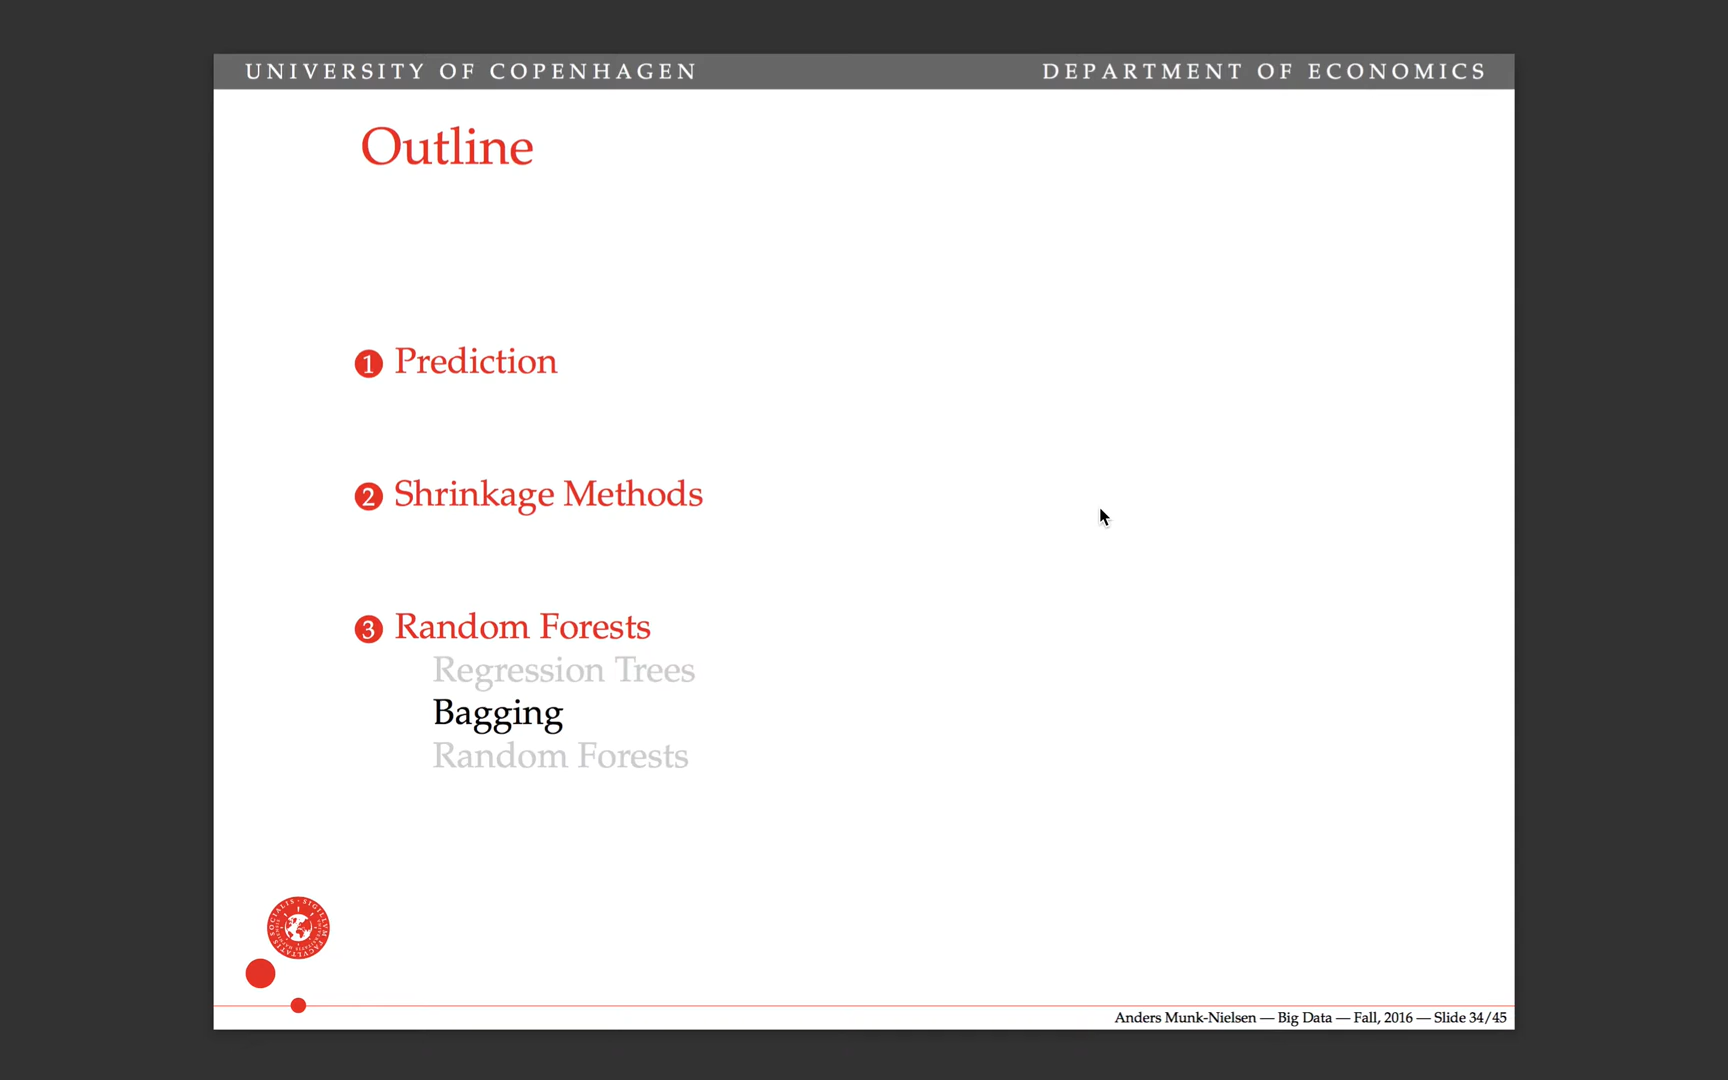 UNIVERSITY OF COPENHAGEN DEPARTMENT OF ECONOMICS
Outline
1 Prediction
2 Shrinkage Methods
3 Random Forests
Regression Trees
Bagging
Random Forests
Anders Munk-Nielsen — Big Data — Fall, 2016 — Slide 34/45